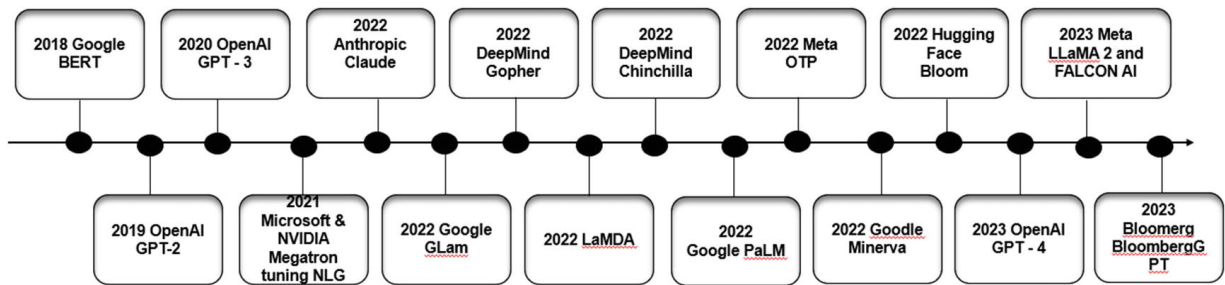 2018 Google
BERT
2020 OpenAI
GPT - 3
2022
Anthropic
Claude
2022
DeepMind
Gopher
2022
DeepMind
Chinchilla
2022 Meta
OTP
2022 Hugging
Face
Bloom
2023 Meta
LLaMA 2 and
FALCON AI
2019 OpenAI
GPT-2
2021
Microsoft &
NVIDIA
Megatron
tuning NLG
2022 Google
GLam
2022 LaMDA
2022
Google PaLM
2022 Goodle
Minerva
2023 OpenAI
GPT - 4
2023
Bloomerg
BloombergG
PT